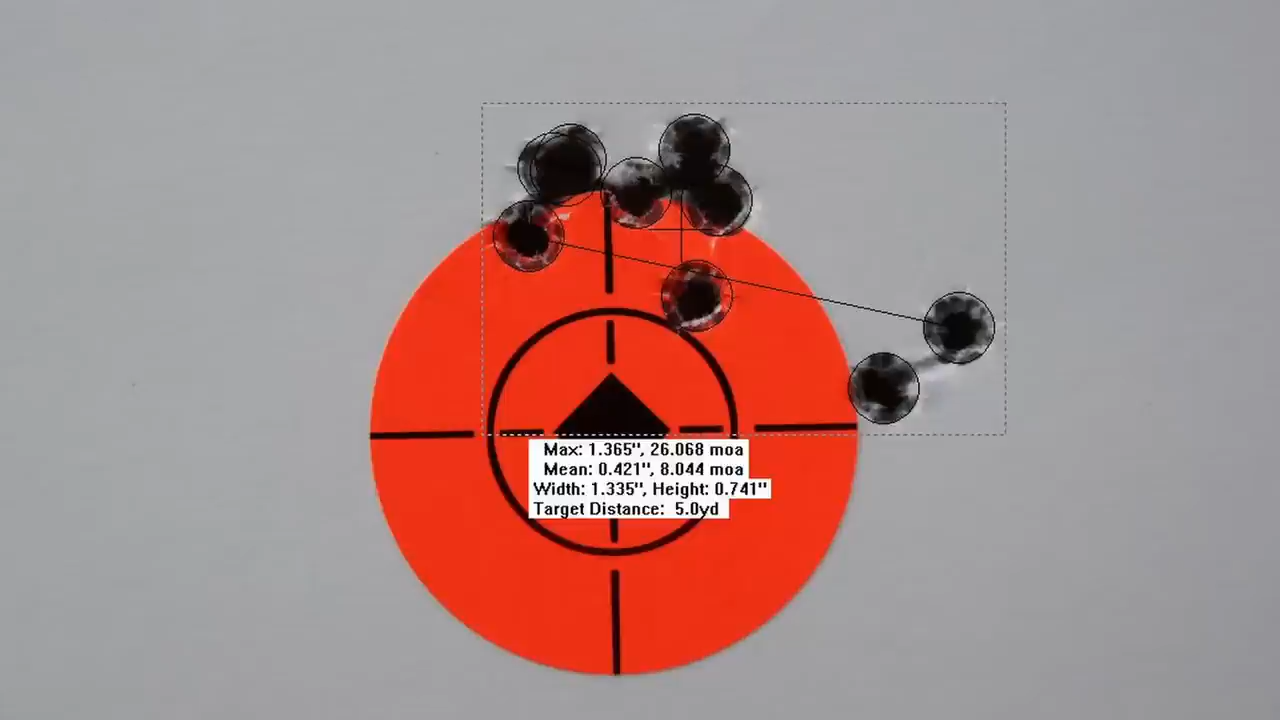 Max: 1.365", 26.068 moa
Mean: 0.421", 8.044 moa
Width: 1.335", Height: 0.741"
Target Distance: 5.0yd